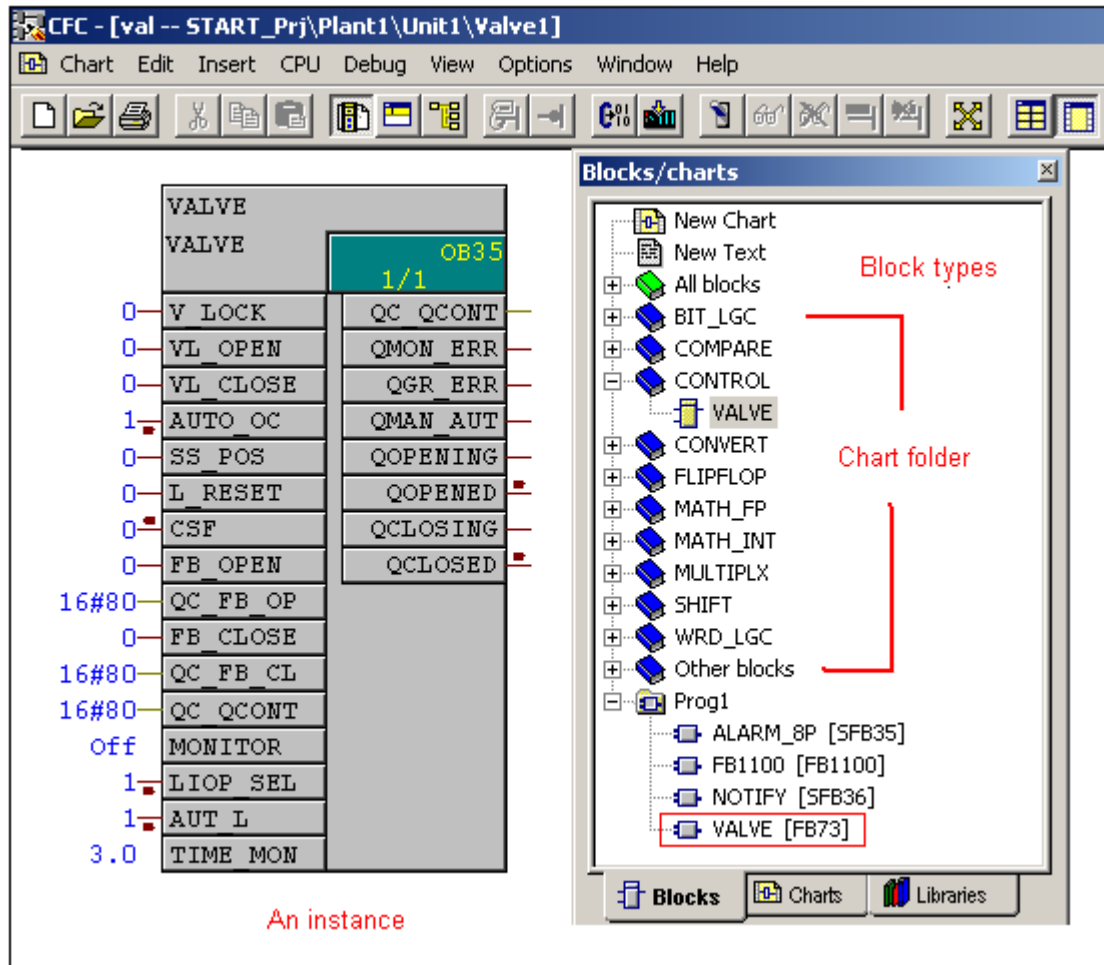 CFC - [val -- START_Prj\Plant1\Unit1\Valve1]
Chart Edit Insert CPU Debug View Options Window Help
VALVE
VALVE
OB35
1/1
0 V_LOCK QC_QCONT
0 VL_OPEN QMON_ERR
0 VL_CLOSE QGR_ERR
1 AUTO_OC QMAN_AUT
0 SS_POS QOPENING
0 L_RESET QOPENED
0 CSF QCLOSING
0 FB_OPEN QCLOSED
16#80 QC_FB_OP
0 FB_CLOSE
16#80 QC_FB_CL
16#80 QC_QCONT
Off MONITOR
1 LIOP_SEL
1 AUT_L
3.0 TIME_MON
An instance
Blocks/charts
New Chart
New Text
All blocks
BIT_LGC
COMPARE
CONTROL
VALVE
CONVERT
FLIPFLOP
MATH_FP
MATH_INT
MULTIPLX
SHIFT
WRD_LGC
Other blocks
Prog1
ALARM_8P [SFB35]
FB1100 [FB1100]
NOTIFY [SFB36]
VALVE [FB73]
Block types
Chart folder
Blocks Charts Libraries